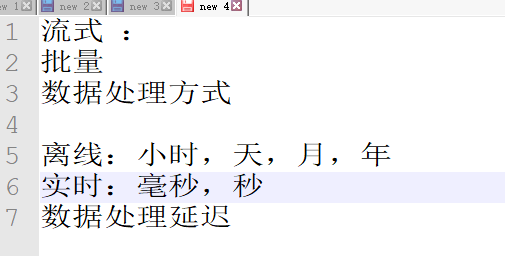 new 1 new 2 new 3 new 4
1 流式 ：
2 批量
3 数据处理方式
4
5 离线：小时，天，月，年
6 实时：毫秒，秒
7 数据处理延迟